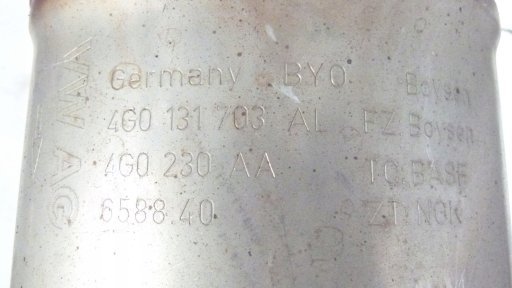 VW AG
Germany BYO Boysen
4G0 131 703 AL FZ.Boysen
4G0 230 AA TQ.BASF
6588.40 ZT.NGK